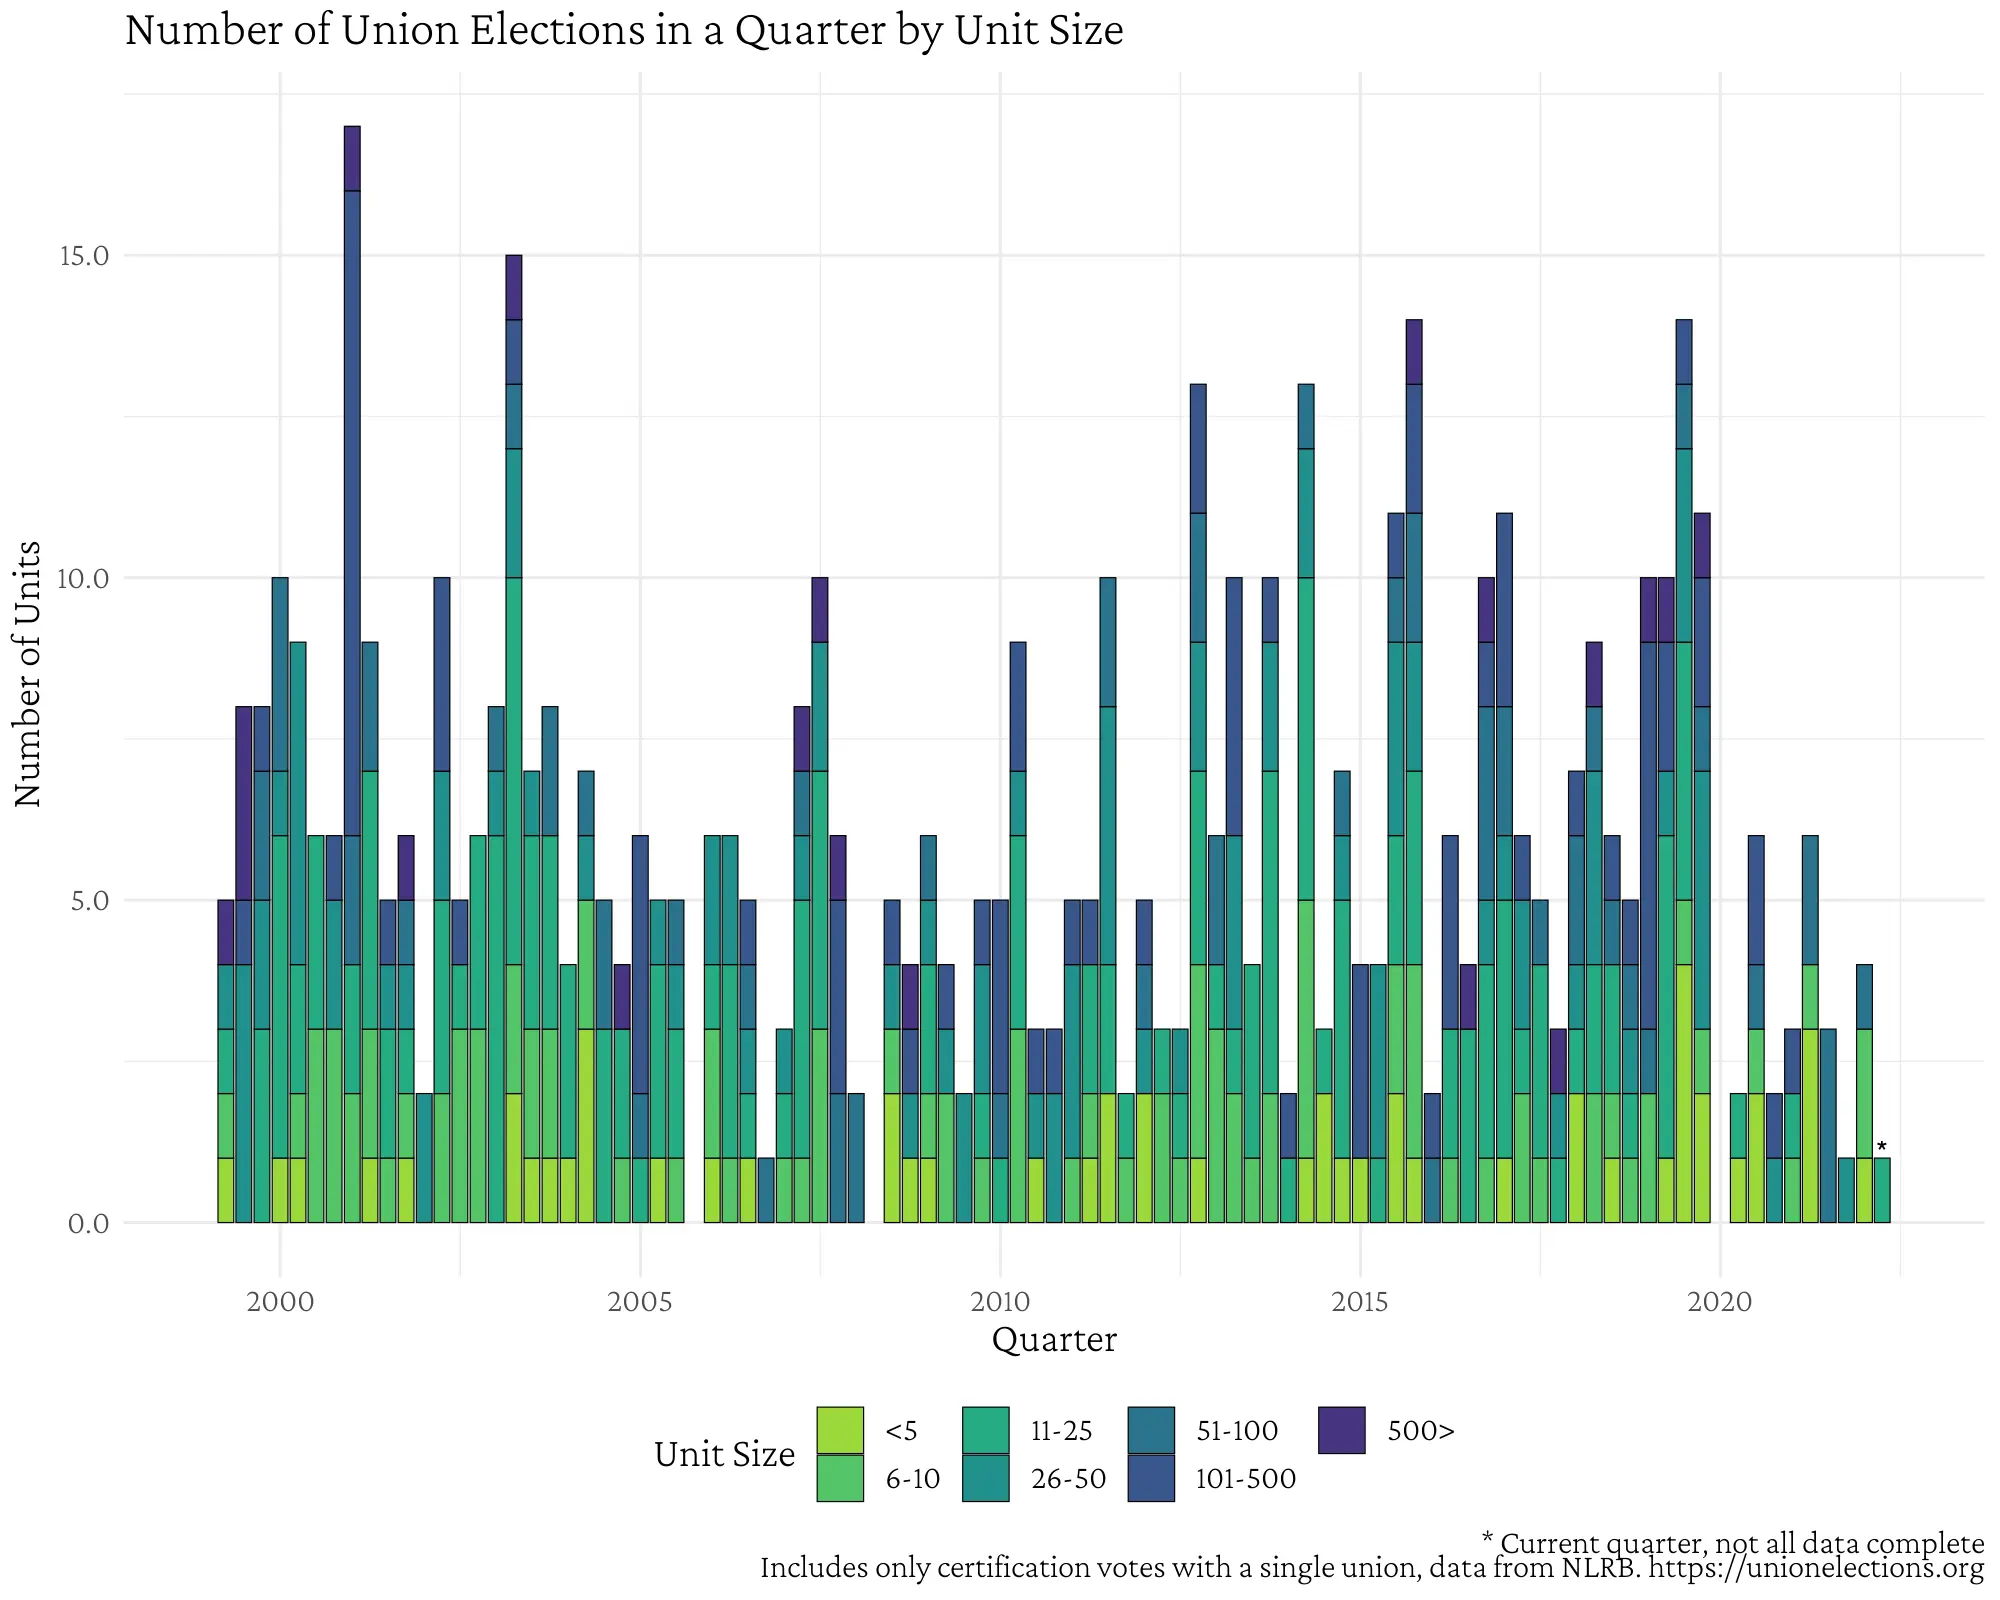 Number of Union Elections in a Quarter by Unit Size
Number of Units
15.0
10.0
5.0
0.0
*
2000 2005 2010 2015 2020
Quarter
Unit Size
<5 11-25 51-100 500>
6-10 26-50 101-500
* Current quarter, not all data complete
Includes only certification votes with a single union, data from NLRB. https://unionelections.org